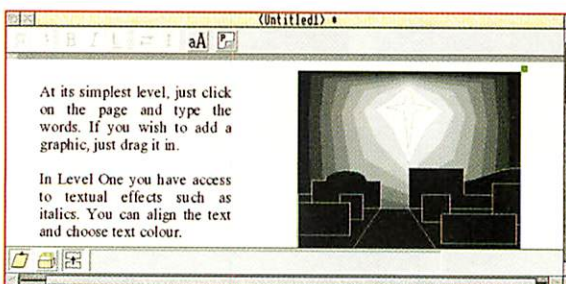 <Untitled1> *
B I U aA P
At its simplest level, just click
on the page and type the
words. If you wish to add a
graphic, just drag it in.
In Level One you have access
to textual effects such as
italics. You can align the text
and choose text colour.